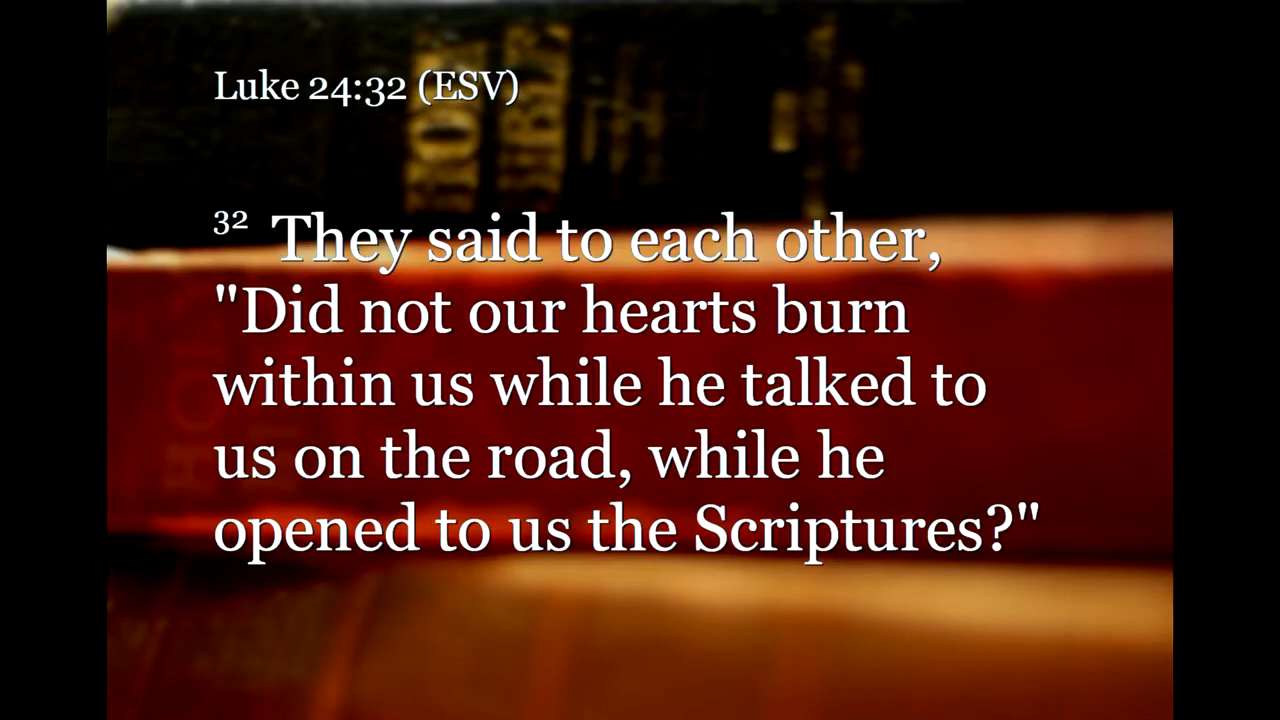 Luke 24:32 (ESV)
32 They said to each other,
"Did not our hearts burn
within us while he talked to
us on the road, while he
opened to us the Scriptures?"